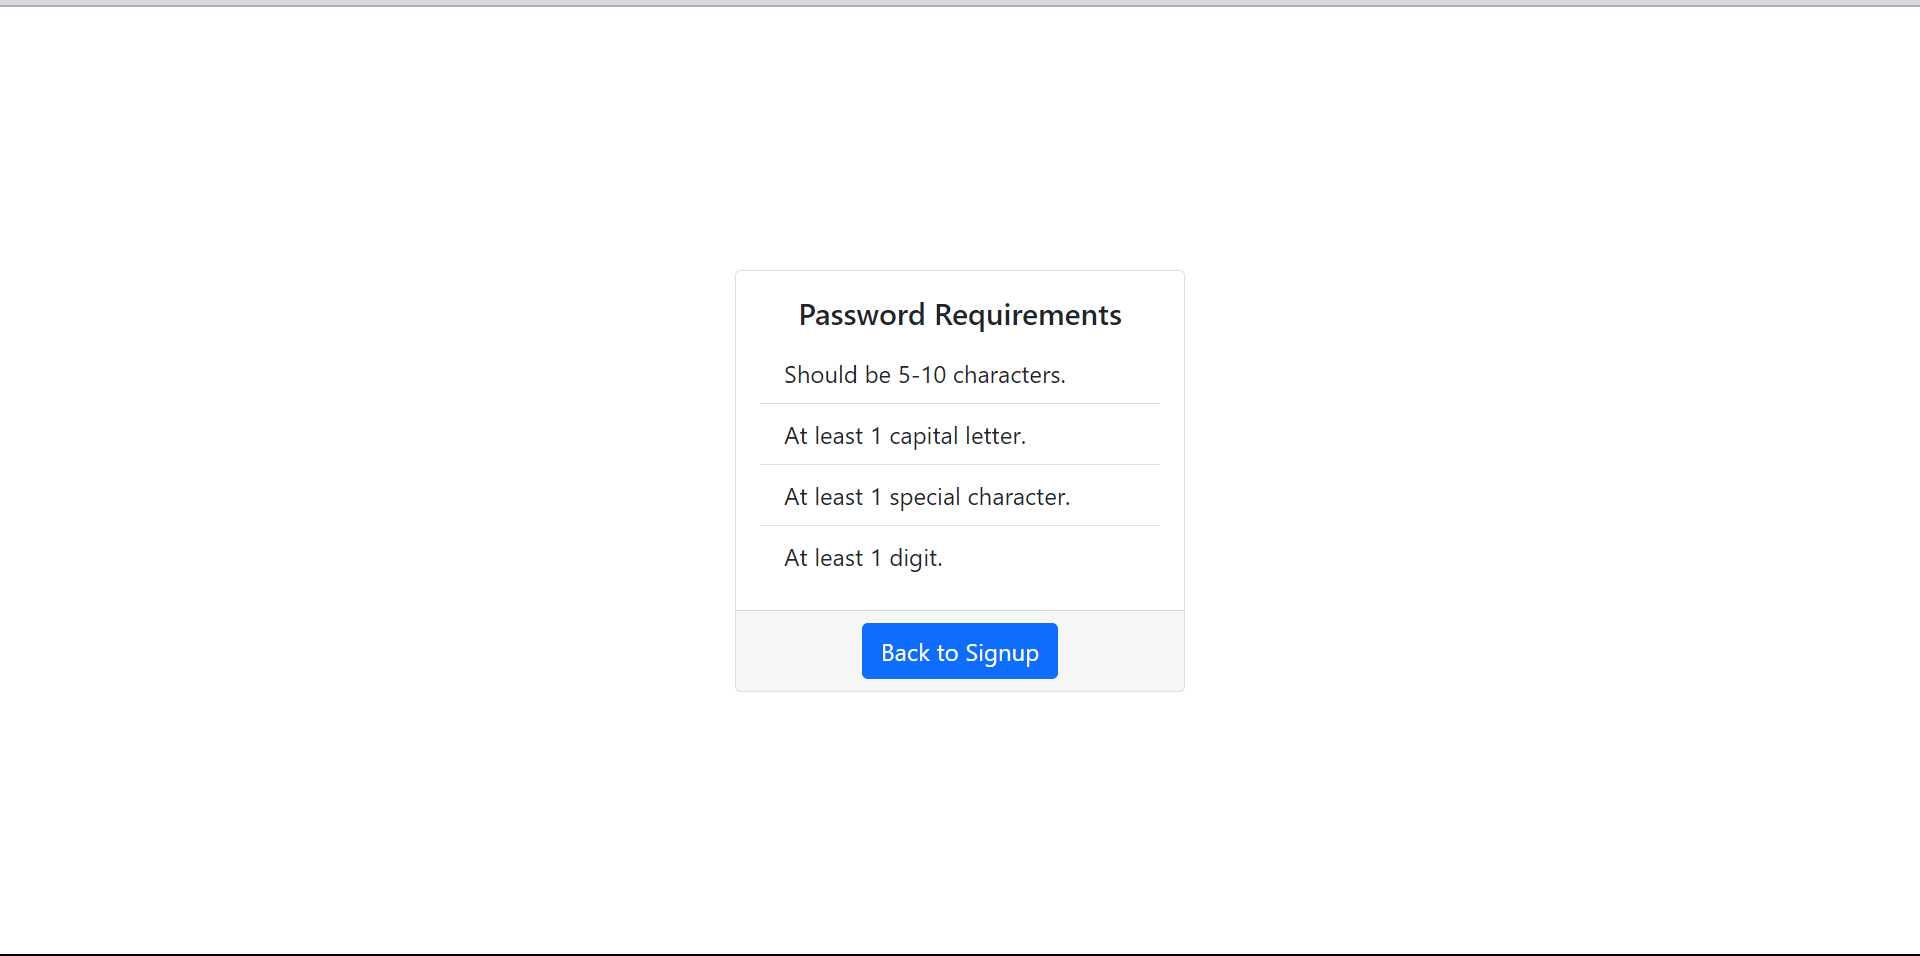 Password Requirements
Should be 5-10 characters.
At least 1 capital letter.
At least 1 special character.
At least 1 digit.
Back to Signup